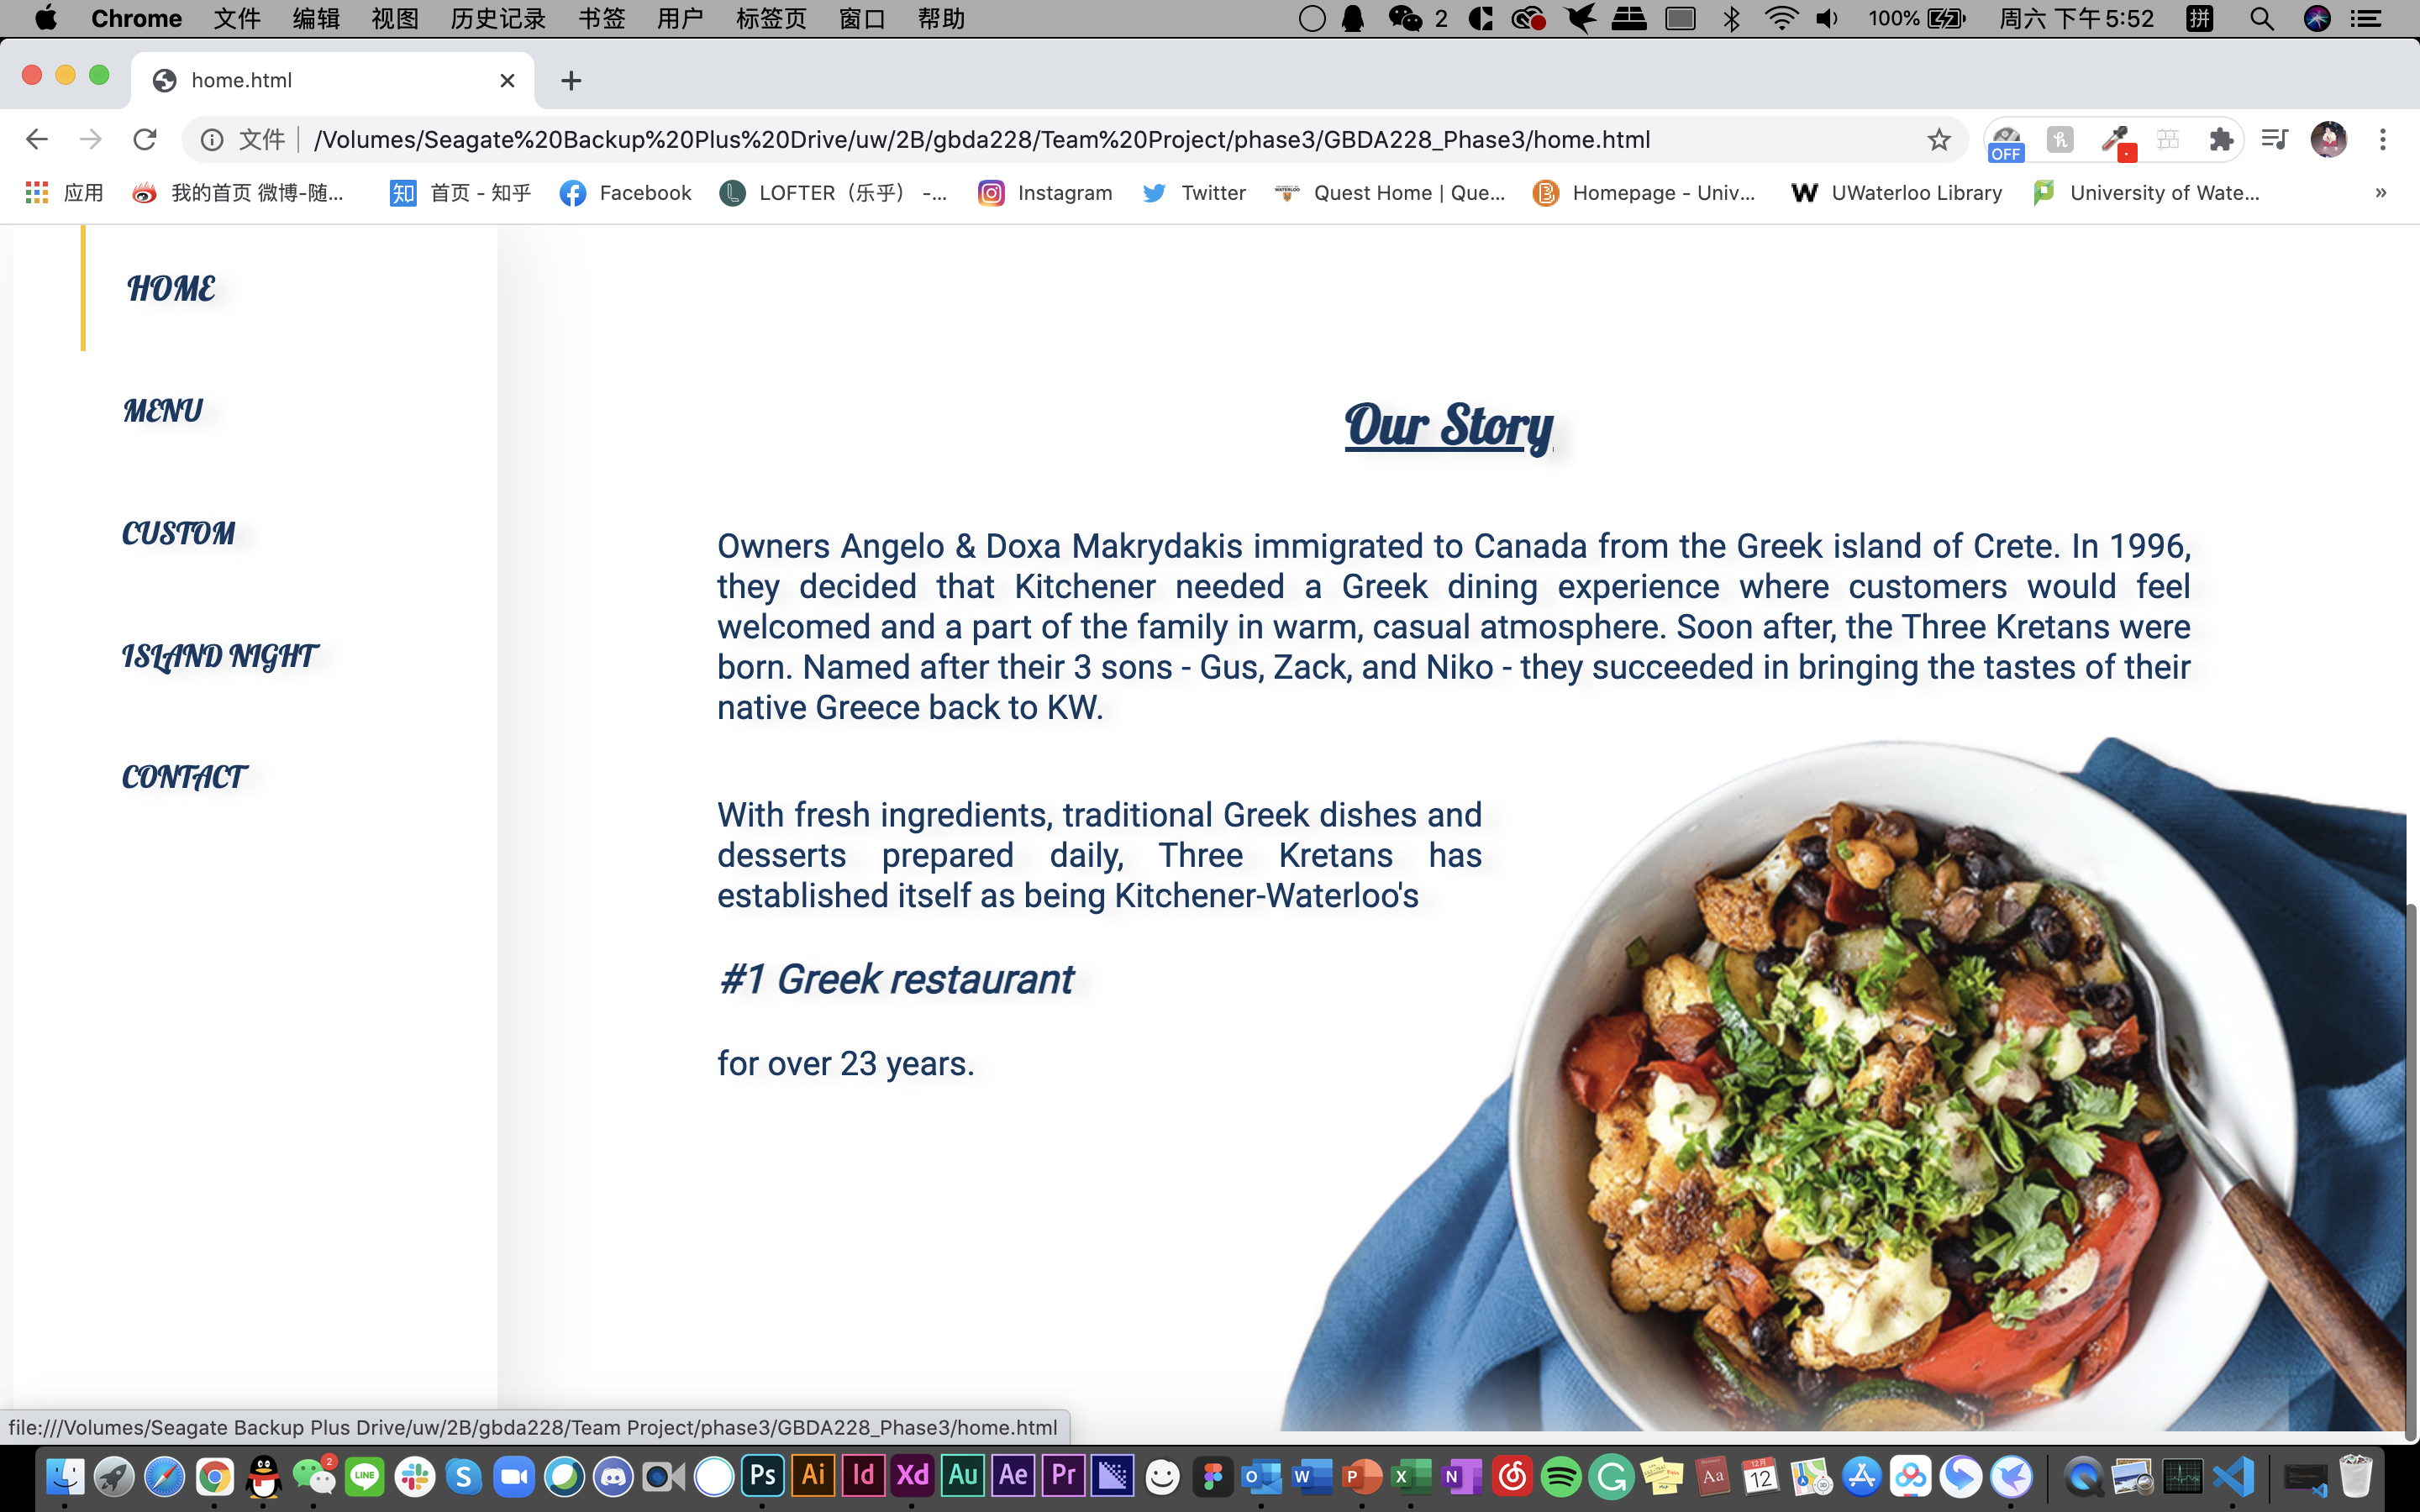 Chrome 文件 编辑 视图 历史记录 书签 用户 标签页 窗口 帮助 2 100% 周六 下午5:52 拼
home.html
文件 /Volumes/Seagate%20Backup%20Plus%20Drive/uw/2B/gbda228/Team%20Project/phase3/GBDA228_Phase3/home.html OFF
应用 我的首页 微博-随... 知 首页 - 知乎 Facebook LOFTER（乐乎） -... Instagram Twitter Quest Home | Que... Homepage - Univ... W UWaterloo Library University of Wate... »
HOME
MENU
CUSTOM
ISLAND NIGHT
CONTACT
Our Story
Owners Angelo & Doxa Makrydakis immigrated to Canada from the Greek island of Crete. In 1996,
they decided that Kitchener needed a Greek dining experience where customers would feel
welcomed and a part of the family in warm, casual atmosphere. Soon after, the Three Kretans were
born. Named after their 3 sons - Gus, Zack, and Niko - they succeeded in bringing the tastes of their
native Greece back to KW.
With fresh ingredients, traditional Greek dishes and
desserts prepared daily, Three Kretans has
established itself as being Kitchener-Waterloo's
#1 Greek restaurant
for over 23 years.
file:///Volumes/Seagate Backup Plus Drive/uw/2B/gbda228/Team Project/phase3/GBDA228_Phase3/home.html
2 LINE S Ps Ai Id Xd Au Ae Pr O W P X N G Aa 12月 12